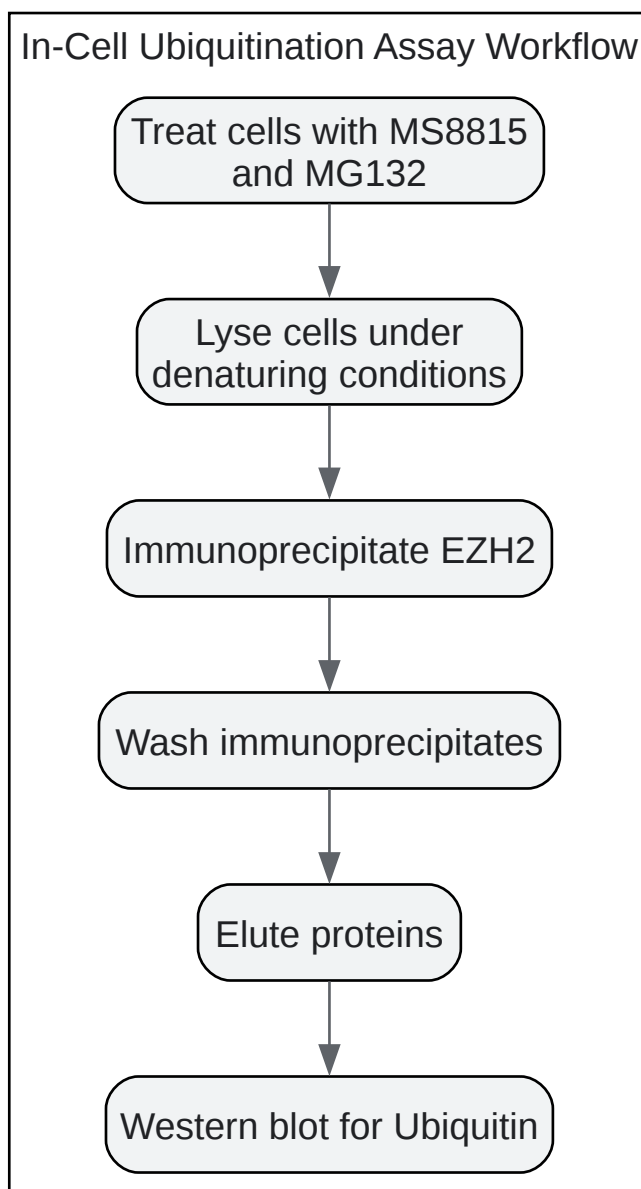 In-Cell Ubiquitination Assay Workflow
Treat cells with MS8815
and MG132
Lyse cells under
denaturing conditions
Immunoprecipitate EZH2
Wash immunoprecipitates
Elute proteins
Western blot for Ubiquitin